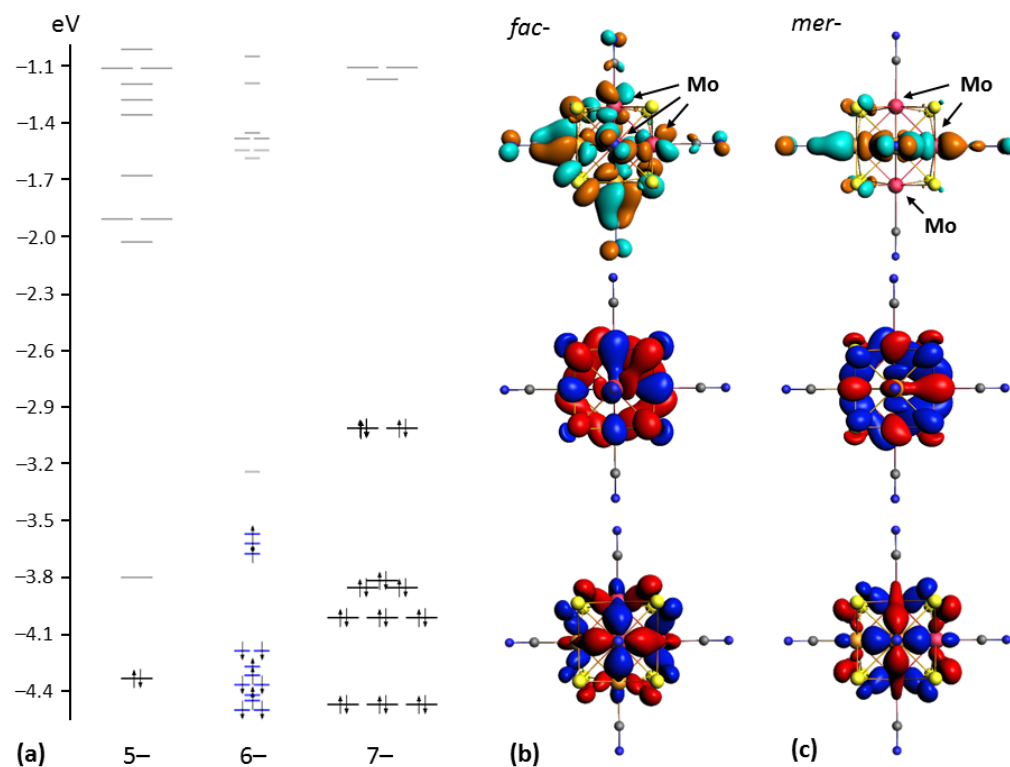 eV
–1.1
–1.4
–1.7
–2.0
–2.3
–2.6
–2.9
–3.2
–3.5
–3.8
–4.1
–4.4
(a) 5– 6– 7–
fac-
Mo
(b)
mer-
Mo
Mo
(c)